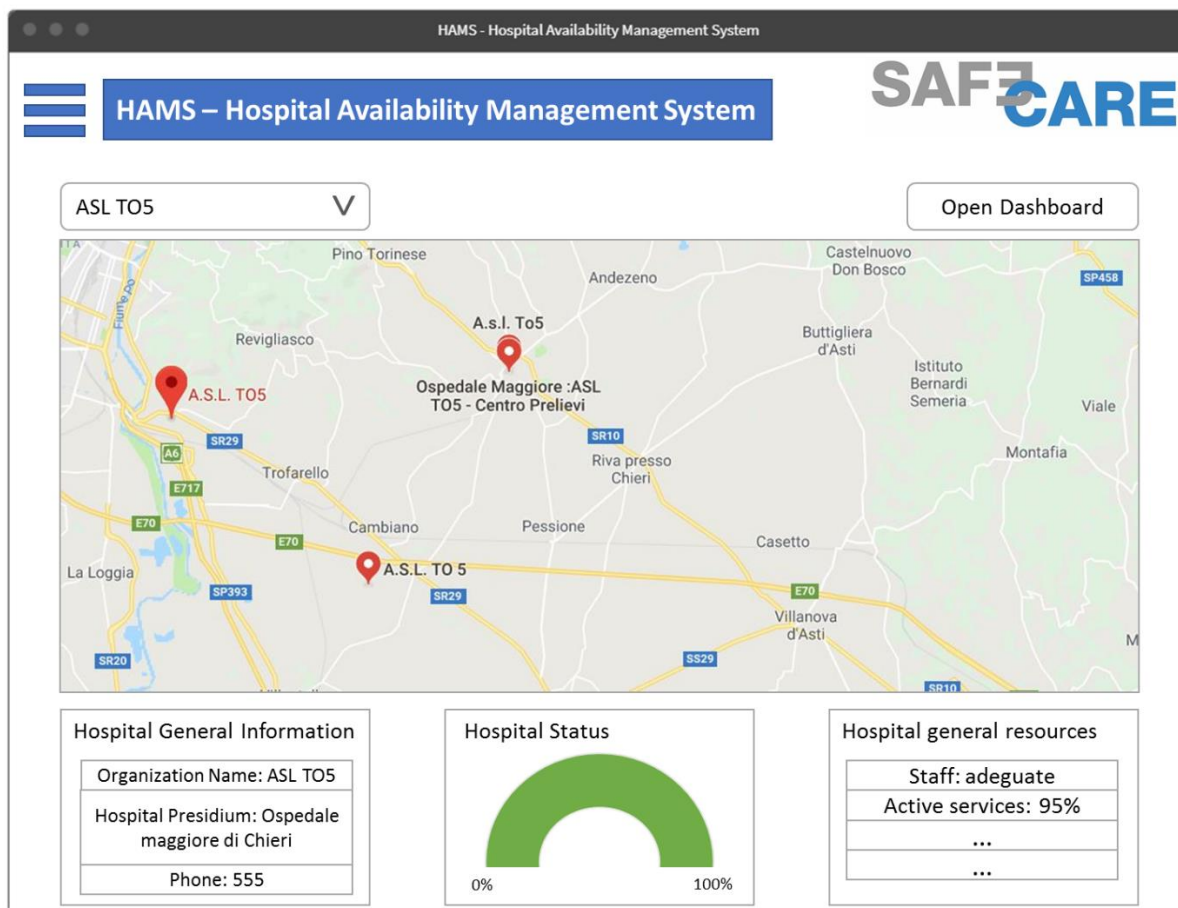 HAMS - Hospital Availability Management System
HAMS – Hospital Availability Management System
SAFECARE
ASL TO5
Open Dashboard
Pino Torinese
Castelnuovo
Don Bosco
Andezeno
SP458
Fiume Po
A.s.l. To5
Revigliasco
Buttigliera
d'Asti
Istituto
Bernardi
Semeria
Ospedale Maggiore :ASL
TO5 - Centro Prelievi
A.S.L. TO5
Viale
SR29
SR10
A6
Trofarello
Riva presso
Chieri
Montafia
E717
E70
Cambiano
Pessione
E70
Casetto
La Loggia
A.S.L. TO 5
SP393
SR29
E70
Villanova
d'Asti
M
SR20
SS29
SR10
Hospital General Information
Organization Name: ASL TO5
Hospital Presidium: Ospedale
maggiore di Chieri
Phone: 555
Hospital Status
0%
100%
Hospital general resources
Staff: adeguate
Active services: 95%
...
...